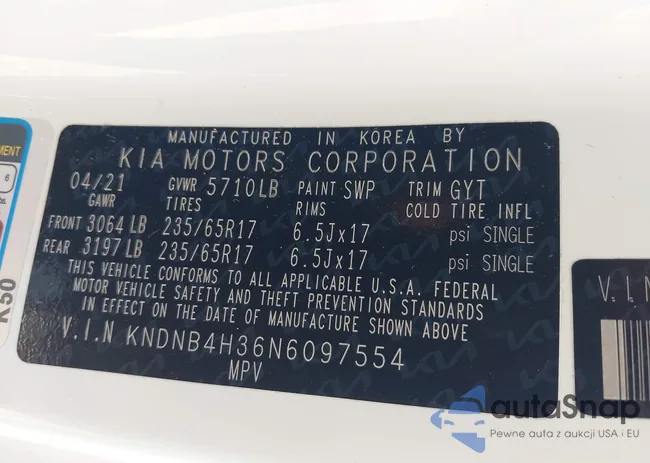 MANUFACTURED IN KOREA BY
KIA MOTORS CORPORATION
04/21 GVWR 5710LB PAINT SWP TRIM GYT
GAWR TIRES RIMS COLD TIRE INFL
FRONT 3064 LB 235/65R17 6.5Jx17 psi SINGLE
REAR 3197 LB 235/65R17 6.5Jx17 psi SINGLE
THIS VEHICLE CONFORMS TO ALL APPLICABLE U.S.A. FEDERAL
MOTOR VEHICLE SAFETY AND THEFT PREVENTION STANDARDS
IN EFFECT ON THE DATE OF MANUFACTURE SHOWN ABOVE
V.I.N KNDNB4H36N6097554
MPV
6
K50
V.I.N
autoSnap
Pewne auta z aukcji USA i EU